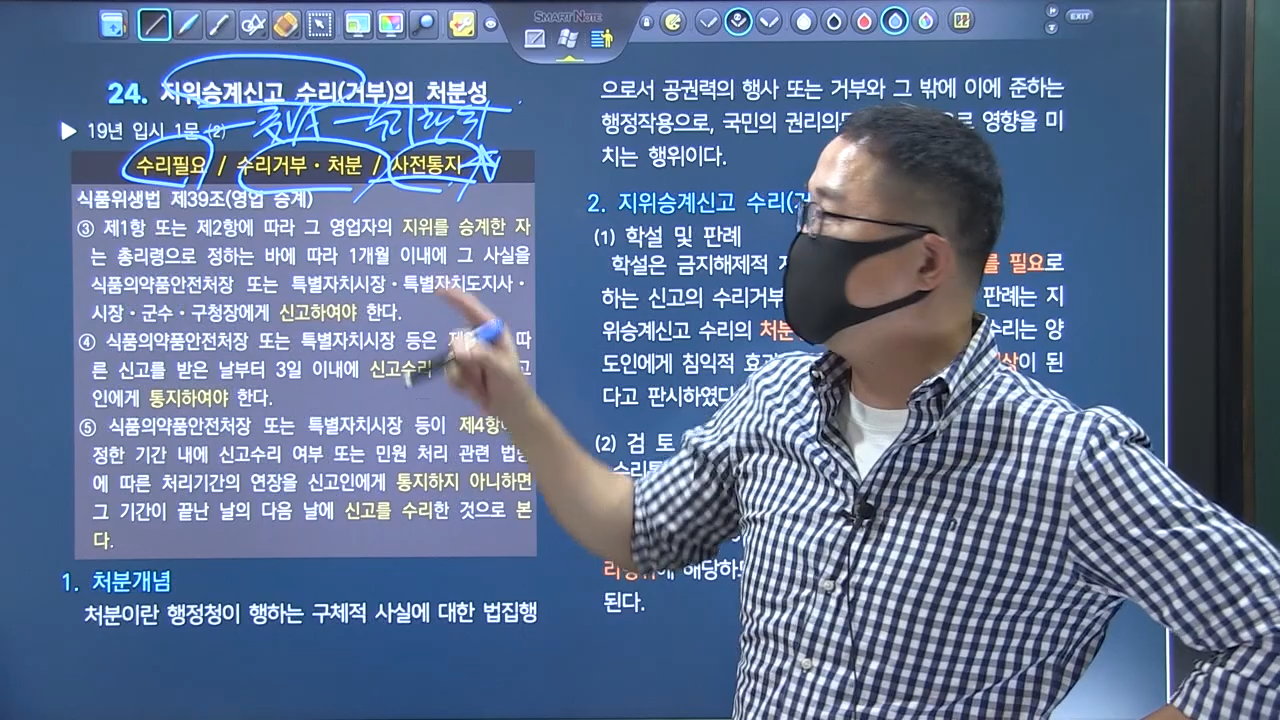 SMART NOTE
EXIT
24. 지위승계신고 수리(거부)의 처분성
▶ 19년 입시 1문 (2)
수리필요 / 수리거부·처분 / 사전통지
식품위생법 제39조(영업 승계)
③ 제1항 또는 제2항에 따라 그 영업자의 지위를 승계한 자
는 총리령으로 정하는 바에 따라 1개월 이내에 그 사실을
식품의약품안전처장 또는 특별자치시장·특별자치도지사·
시장·군수·구청장에게 신고하여야 한다.
④ 식품의약품안전처장 또는 특별자치시장 등은 따
른 신고를 받은 날부터 3일 이내에 신고수리 고
인에게 통지하여야 한다.
⑤ 식품의약품안전처장 또는 특별자치시장 등이 제4항
정한 기간 내에 신고수리 여부 또는 민원 처리 관련 법령
에 따른 처리기간의 연장을 신고인에게 통지하지 아니하면
그 기간이 끝난 날의 다음 날에 신고를 수리한 것으로 본
다.
1. 처분개념
처분이란 행정청이 행하는 구체적 사실에 대한 법집행
으로서 공권력의 행사 또는 거부와 그 밖에 이에 준하는
행정작용으로, 국민의 권리의 으로 영향을 미
치는 행위이다.
2. 지위승계신고 수리(
(1) 학설 및 판례
학설은 금지해제적 를 필요로
하는 신고의 수리거부 판례는 지
위승계신고 수리의 처분 수리는 양
도인에게 침익적 효과 이 된
다고 판시하였다
(2) 검 토
에 해당하
된다.